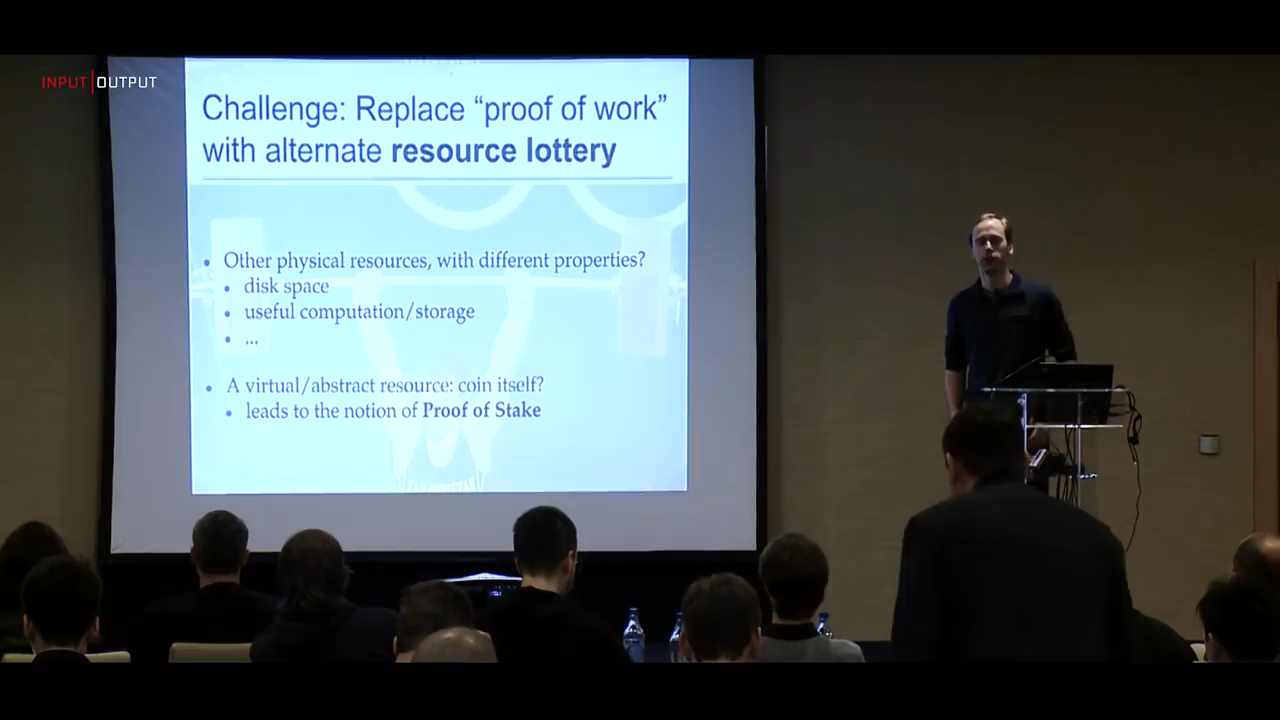 INPUT|OUTPUT
Challenge: Replace “proof of work”
with alternate resource lottery
• Other physical resources, with different properties?
• disk space
• useful computation/storage
• ...
• A virtual/abstract resource: coin itself?
• leads to the notion of Proof of Stake